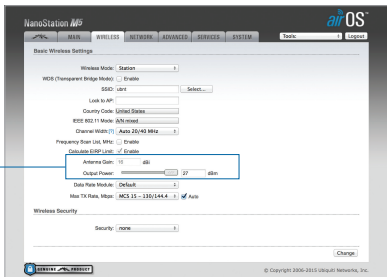 NanoStation M5
airOS™
MAIN WIRELESS NETWORK ADVANCED SERVICES SYSTEM Tools: Logout
Basic Wireless Settings
Wireless Mode: Station
WDS (Transparent Bridge Mode): Enable
SSID: ubnt Select...
Lock to AP:
Country Code: United States
IEEE 802.11 Mode: A/N mixed
Channel Width:[?] Auto 20/40 MHz
Frequency Scan List, MHz: Enable
Calculate EIRP Limit: Enable
Antenna Gain: 16 dBi
Output Power: 27 dBm
Data Rate Module: Default
Max TX Rate, Mbps: MCS 15 - 130/144.4 Auto
Wireless Security
Security: none
Change
GENUINE PRODUCT
© Copyright 2006-2015 Ubiquiti Networks, Inc.